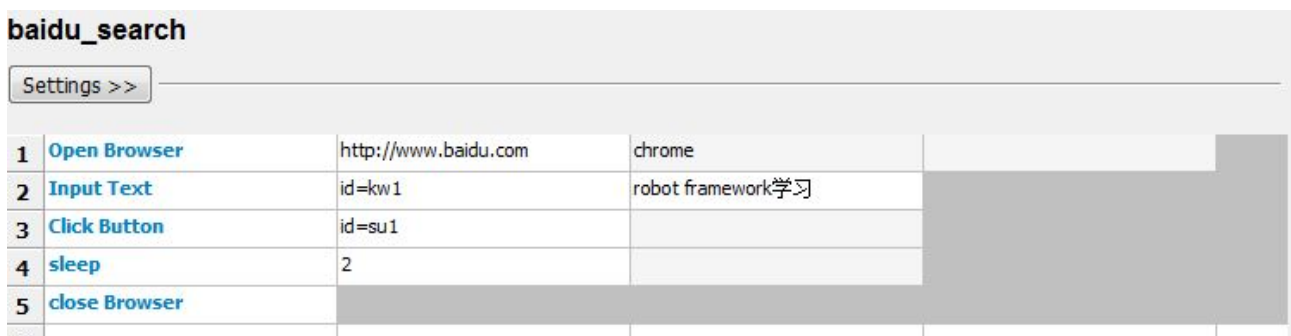 baidu_search
Settings >>
1 Open Browser http://www.baidu.com chrome
2 Input Text id=kw1 robot framework学习
3 Click Button id=su1
4 sleep 2
5 close Browser